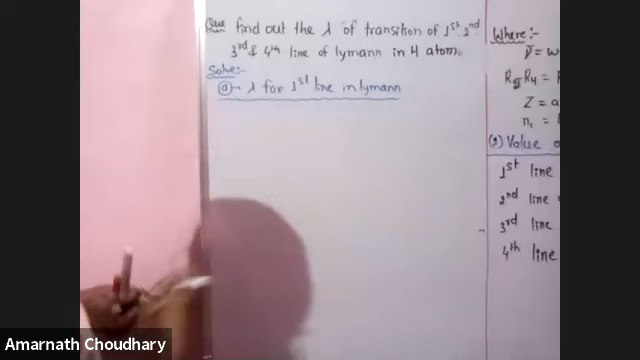 Que find out the λ of transition of 1st 2nd
3rd & 4th line of lymann in H atom.
Solve:-
(a)- λ for 1st line in lymann
Where:-
ν̅ = w
Z = a
n₁ =
(2) Value o
1st line
2nd line
3rd line
4th line
Amarnath Choudhary